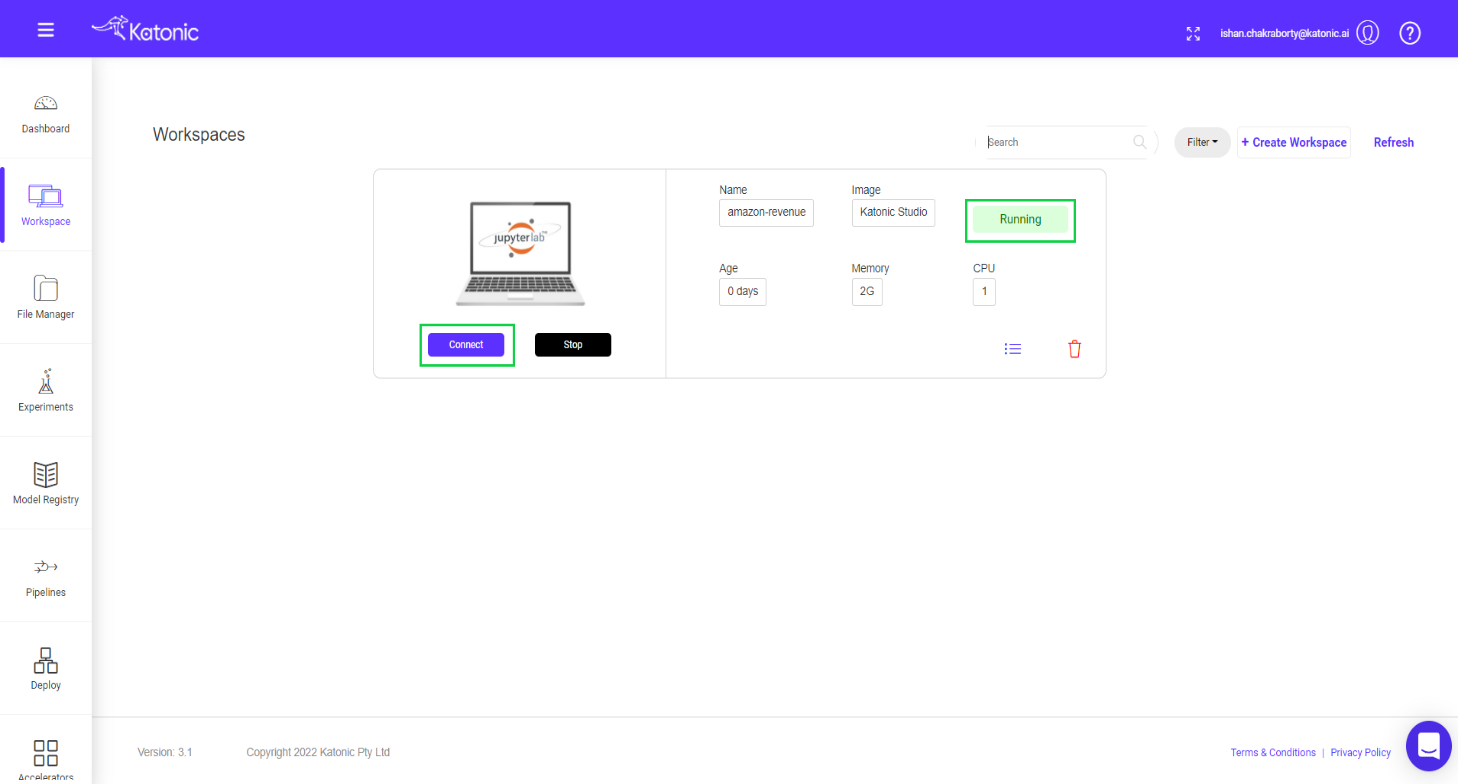 Katonic
ishan.chakraborty@katonic.ai
?
Dashboard
Workspace
File Manager
Experiments
Model Registry
Pipelines
Deploy
Accelerators
Workspaces
Search
Filter
+ Create Workspace
Refresh
jupyterlab™
Connect
Stop
Name
Image
amazon-revenue
Katonic Studio
Running
Age
Memory
CPU
0 days
2G
1
Version: 3.1
Copyright 2022 Katonic Pty Ltd
Terms & Conditions | Privacy Policy